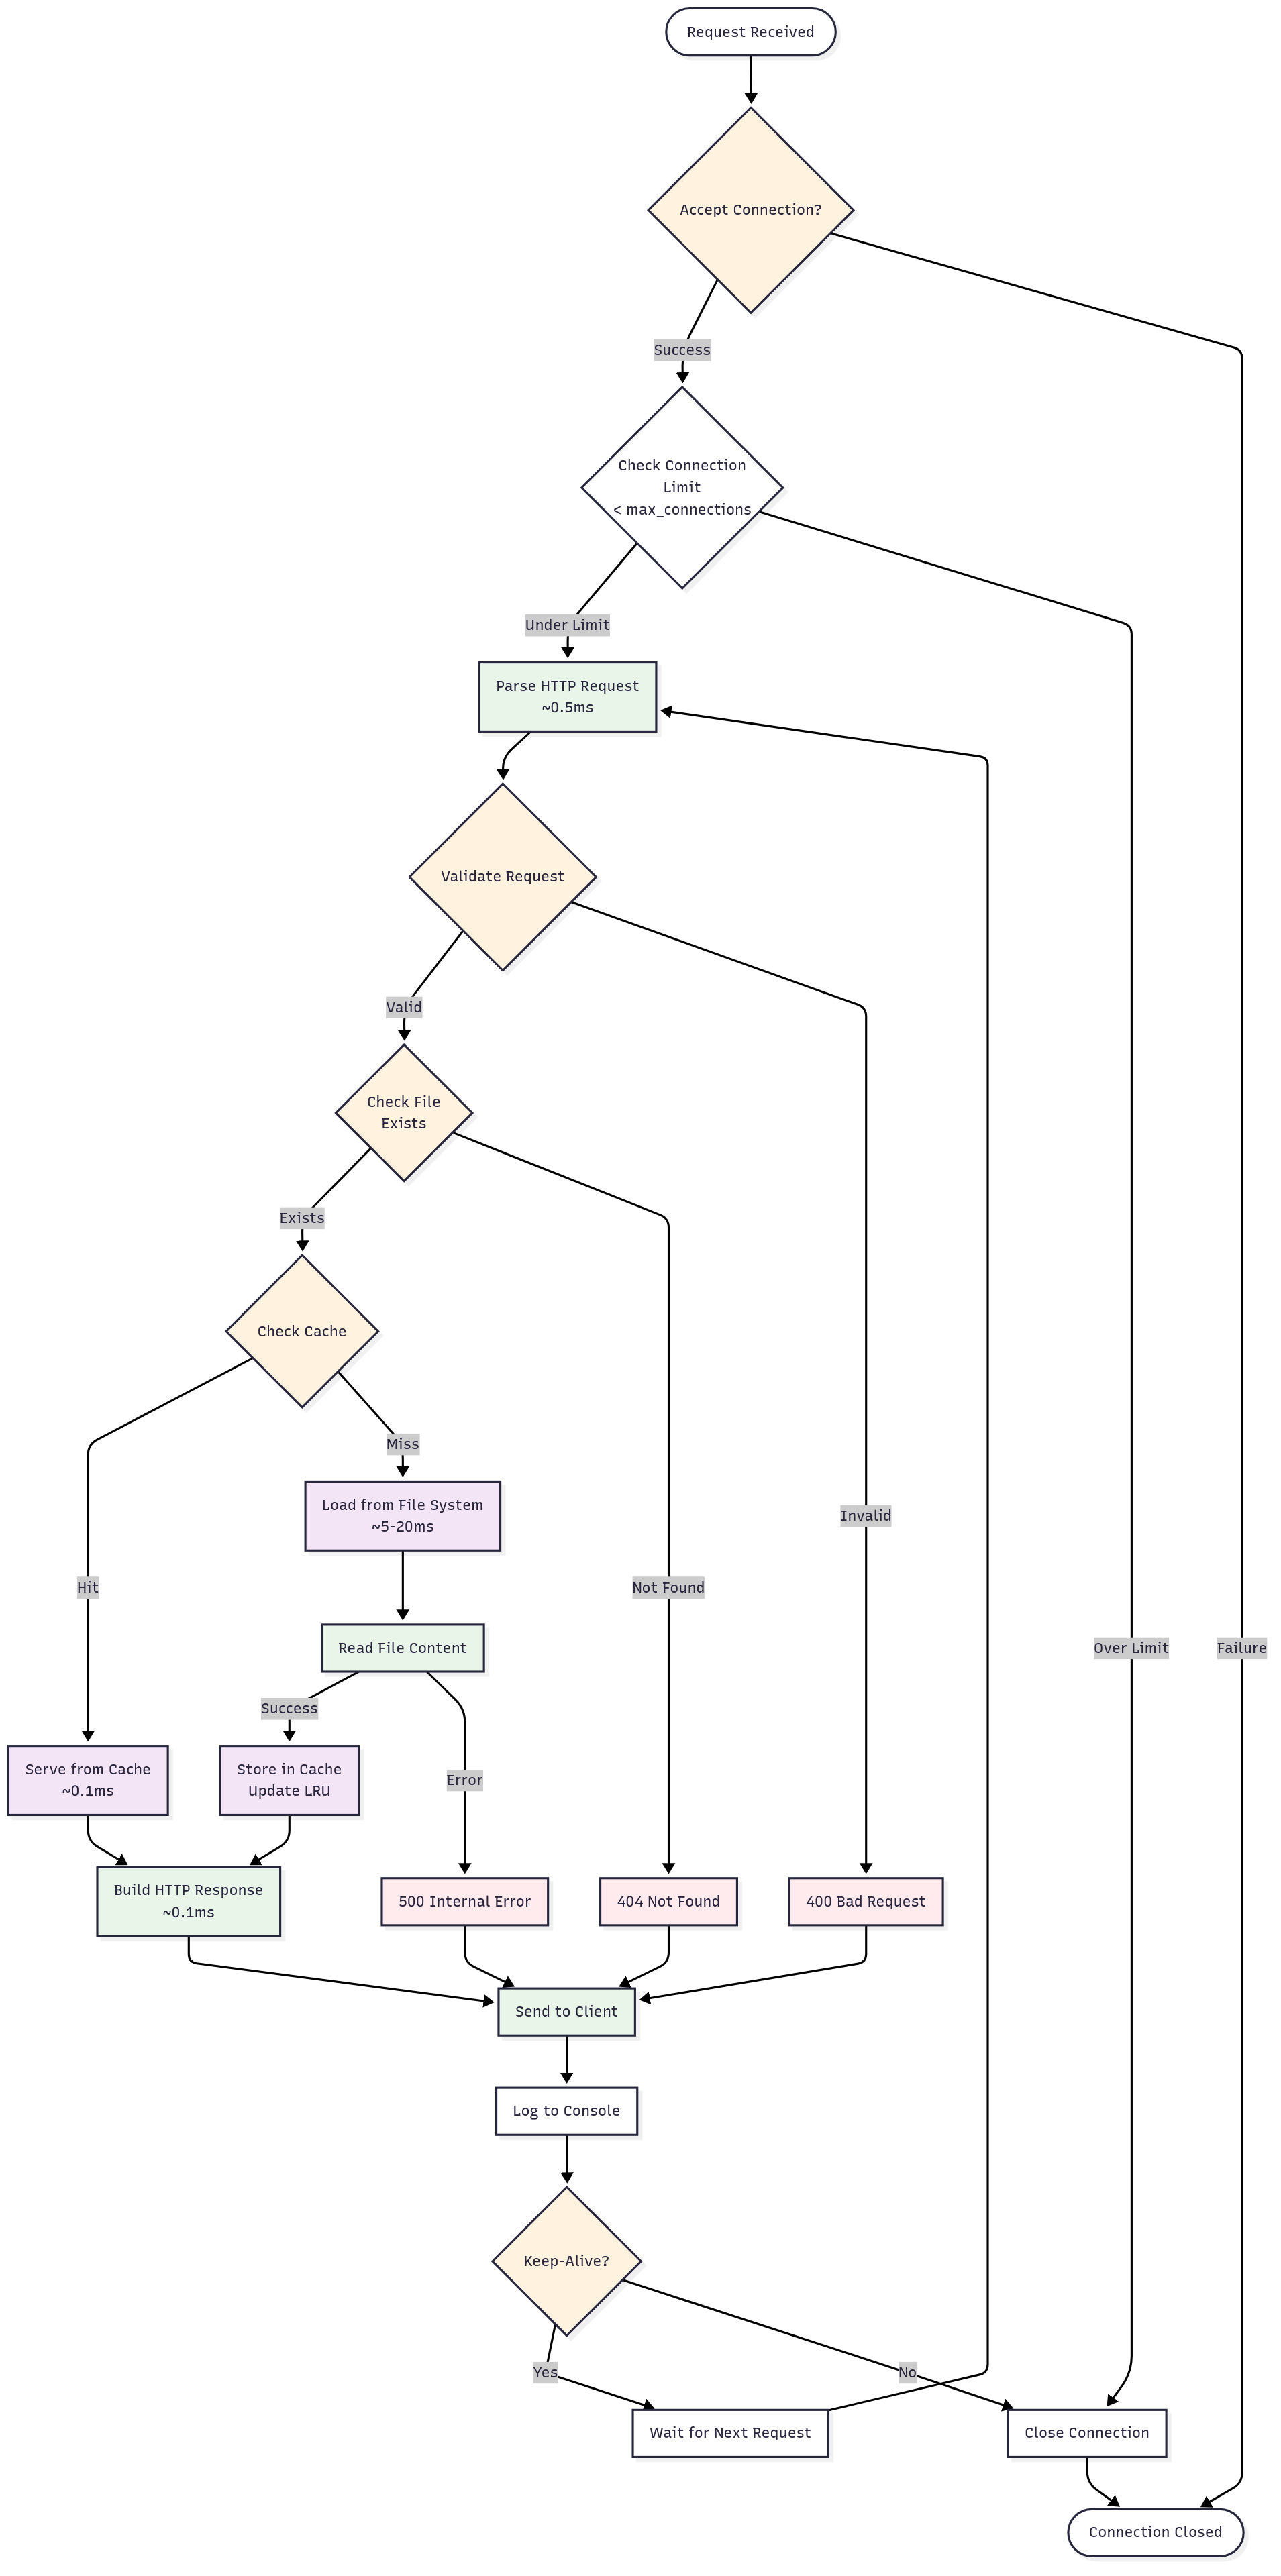 Request Received
Accept Connection?
Success
Check Connection
Limit
< max_connections
Under Limit
Parse HTTP Request
~0.5ms
Validate Request
Valid
Check File
Exists
Exists
Check Cache
Miss
Load from File System
~5-20ms
Invalid
Hit
Not Found
Read File Content
Over Limit
Failure
Success
Serve from Cache
~0.1ms
Store in Cache
Update LRU
Error
Build HTTP Response
~0.1ms
500 Internal Error
404 Not Found
400 Bad Request
Send to Client
Log to Console
Keep-Alive?
Yes
No
Wait for Next Request
Close Connection
Connection Closed